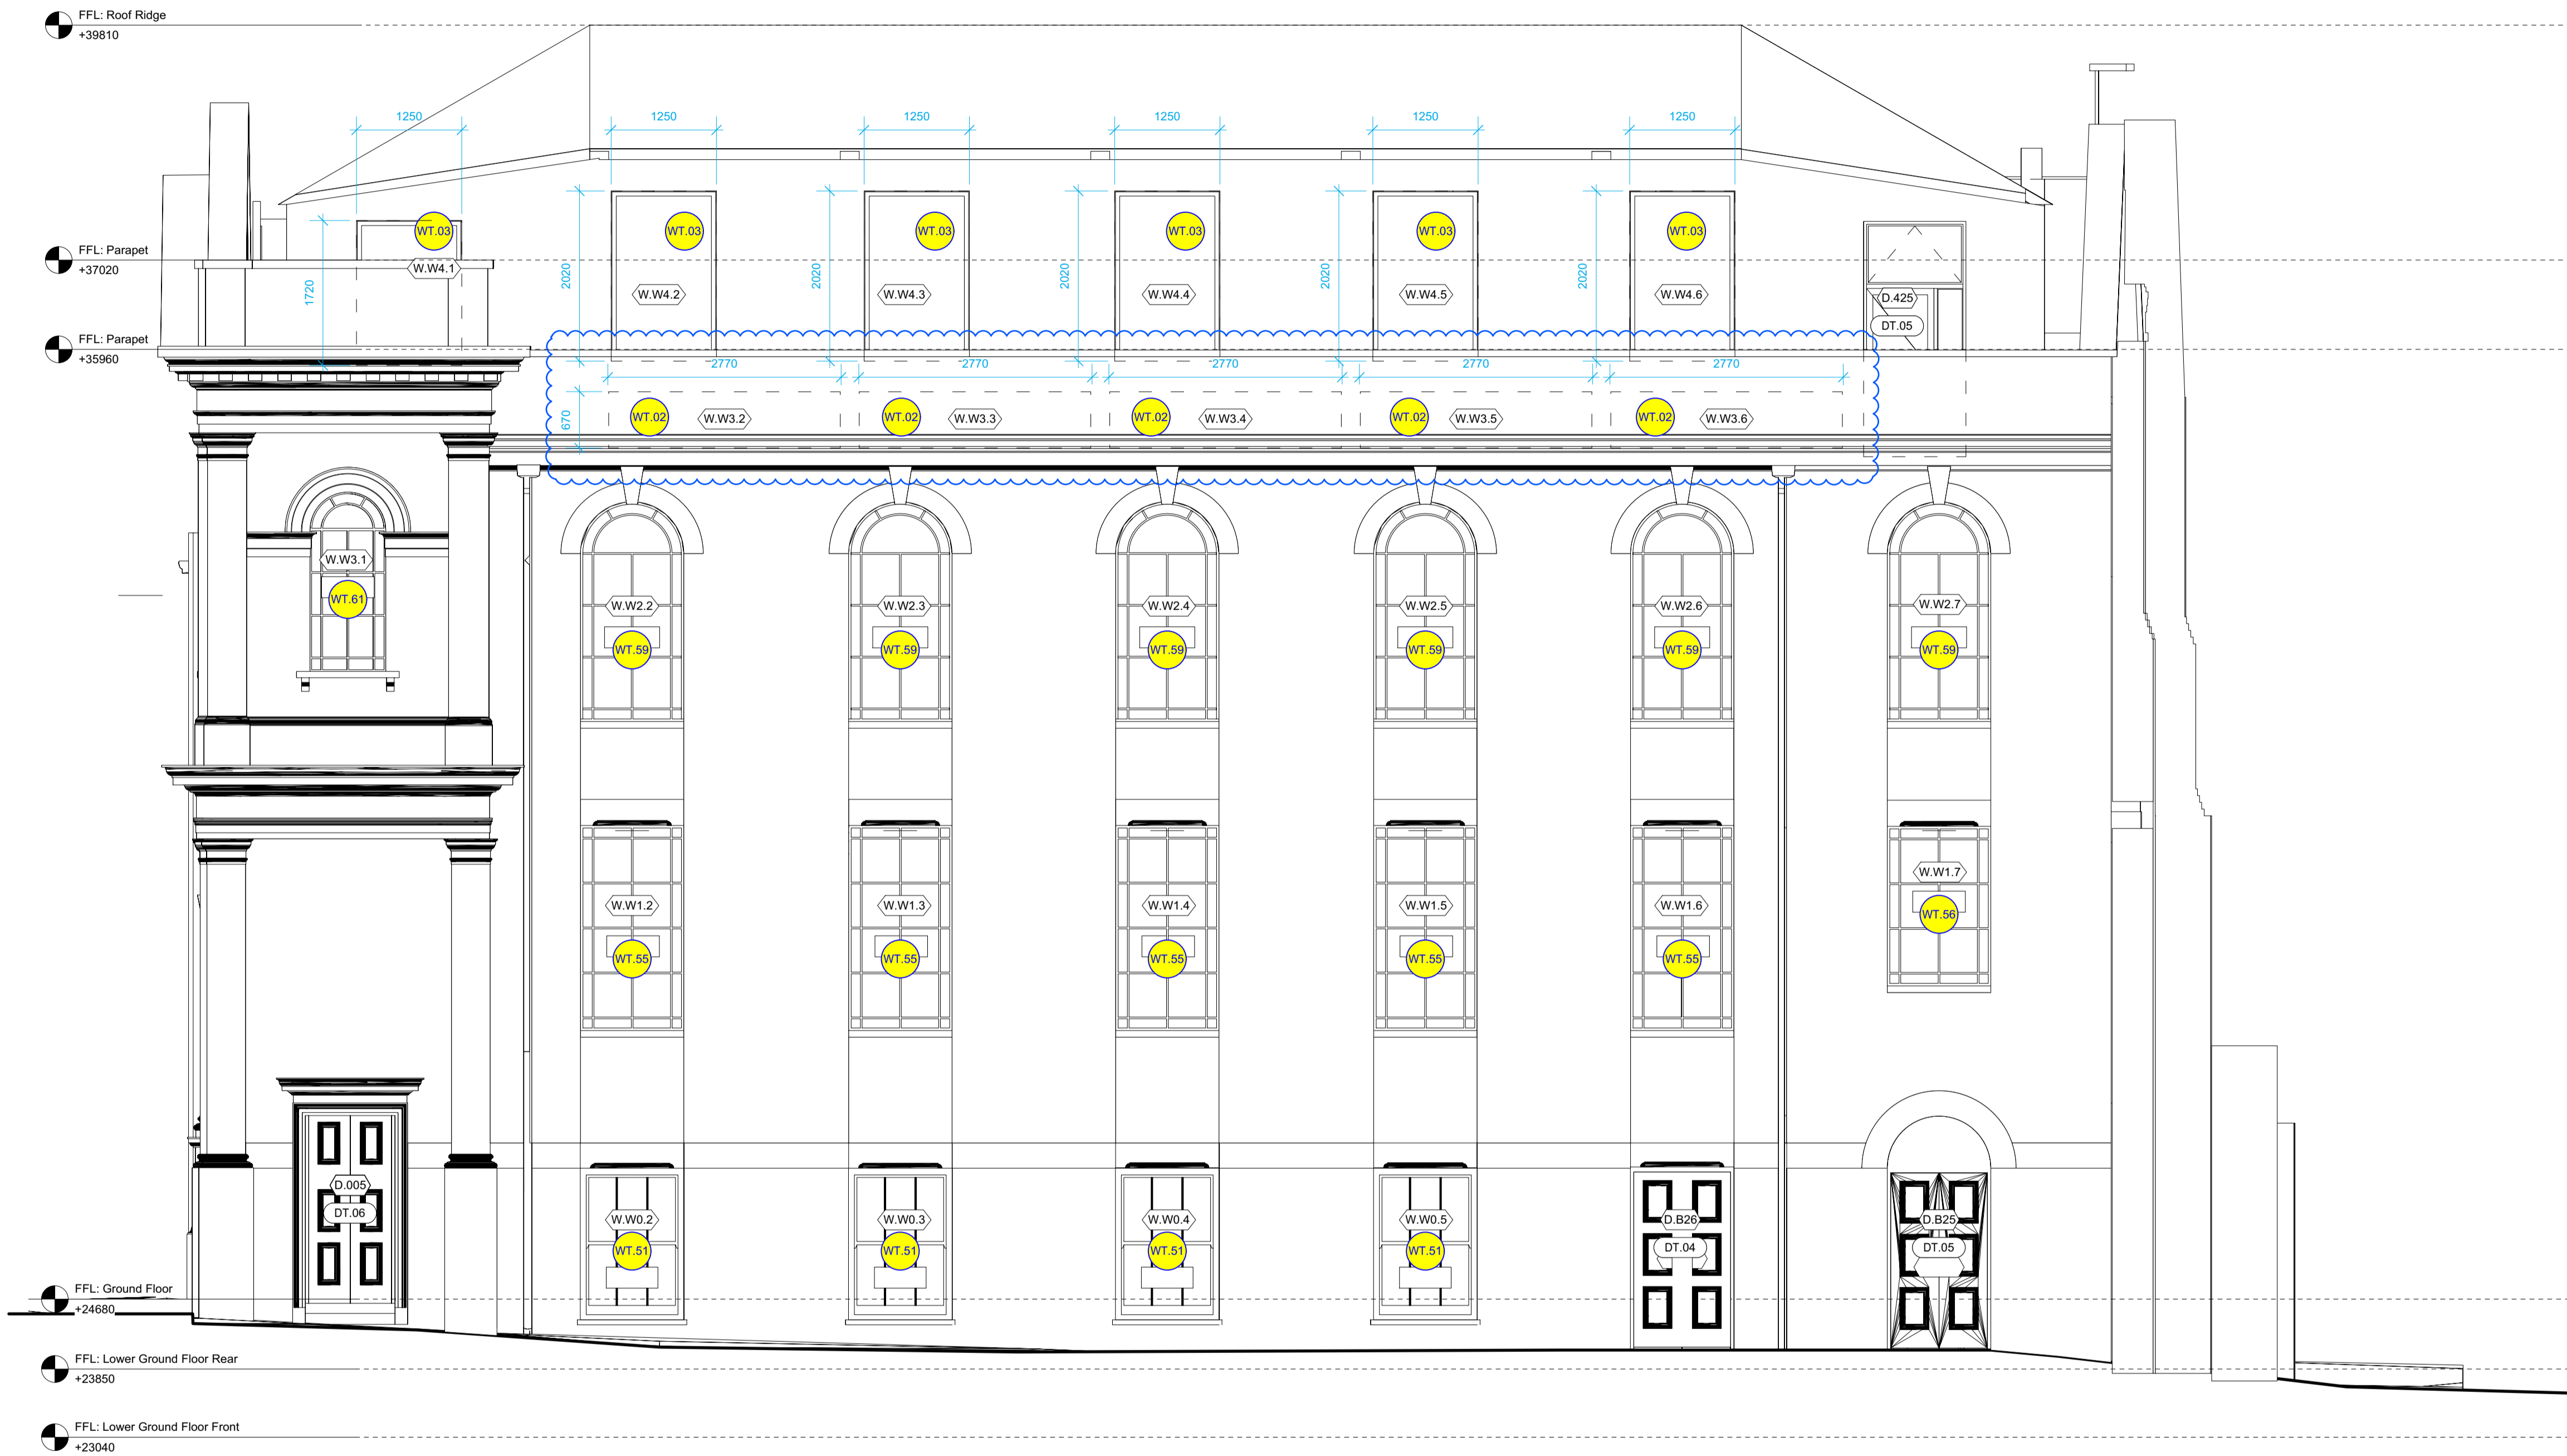 FFL: Roof Ridge
+39810
1250 1250 1250 1250 1250 1250
WT.03 WT.03 WT.03 WT.03 WT.03 WT.03
FFL: Parapet
+37020
W.W4.1
1720 2020 2020 2020 2020 2020
W.W4.2 W.W4.3 W.W4.4 W.W4.5 W.W4.6 D.425
DT.05
FFL: Parapet
+35960
2770 2770 2770 2770 2770
670
WT.02 W.W3.2 WT.02 W.W3.3 WT.02 W.W3.4 WT.02 W.W3.5 WT.02 W.W3.6
W.W3.1
WT.61
W.W2.2 W.W2.3 W.W2.4 W.W2.5 W.W2.6 W.W2.7
WT.59 WT.59 WT.59 WT.59 WT.59 WT.59
W.W1.7
WT.56
W.W1.2 W.W1.3 W.W1.4 W.W1.5 W.W1.6
WT.55 WT.55 WT.55 WT.55 WT.55
D.005
DT.06
W.W0.2 W.W0.3 W.W0.4 W.W0.5 D.B26 D.B25
WT.51 WT.51 WT.51 WT.51 DT.04 DT.05
FFL: Ground Floor
+24680
FFL: Lower Ground Floor Rear
+23850
FFL: Lower Ground Floor Front
+23040